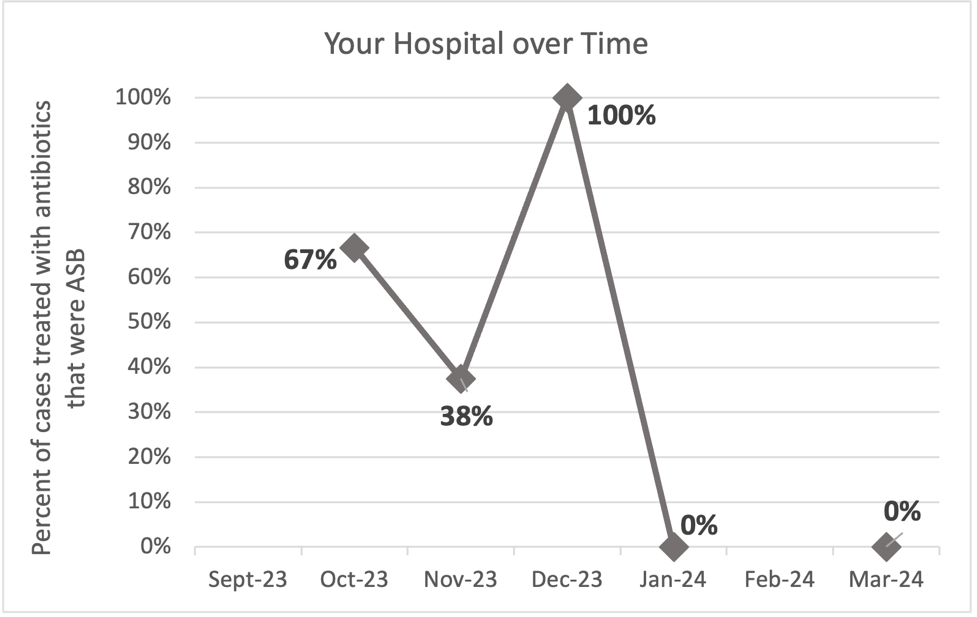 Your Hospital over Time
Percent of cases treated with antibiotics
that were ASB
100%
90%
80%
70%
60%
50%
40%
30%
20%
10%
0%
67%
38%
100%
0%
0%
Sept-23
Oct-23
Nov-23
Dec-23
Jan-24
Feb-24
Mar-24